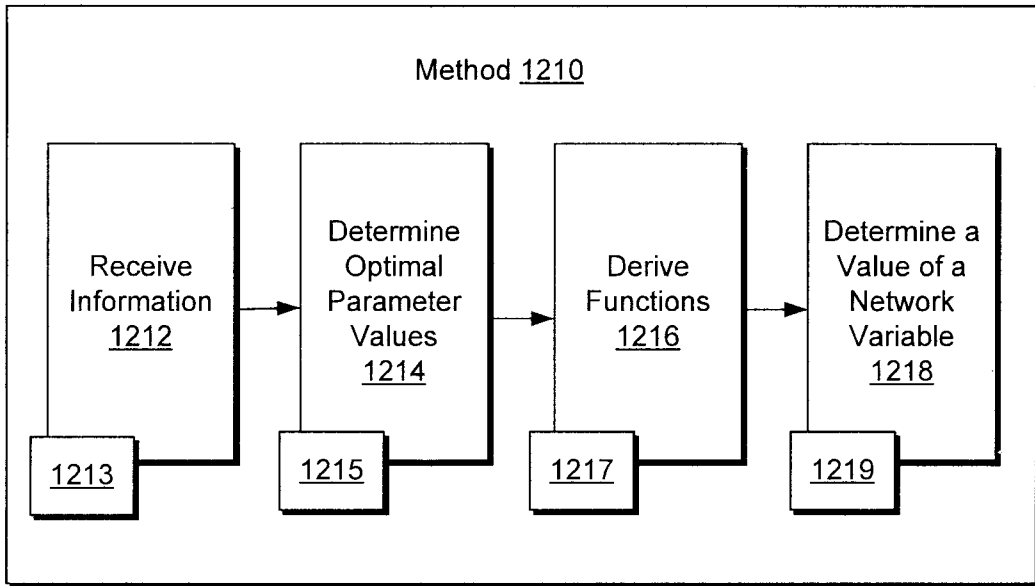 Method 1210
Receive
Information
1212
1213
Determine
Optimal
Parameter
Values
1214
1215
Derive
Functions
1216
1217
Determine a
Value of a
Network
Variable
1218
1219